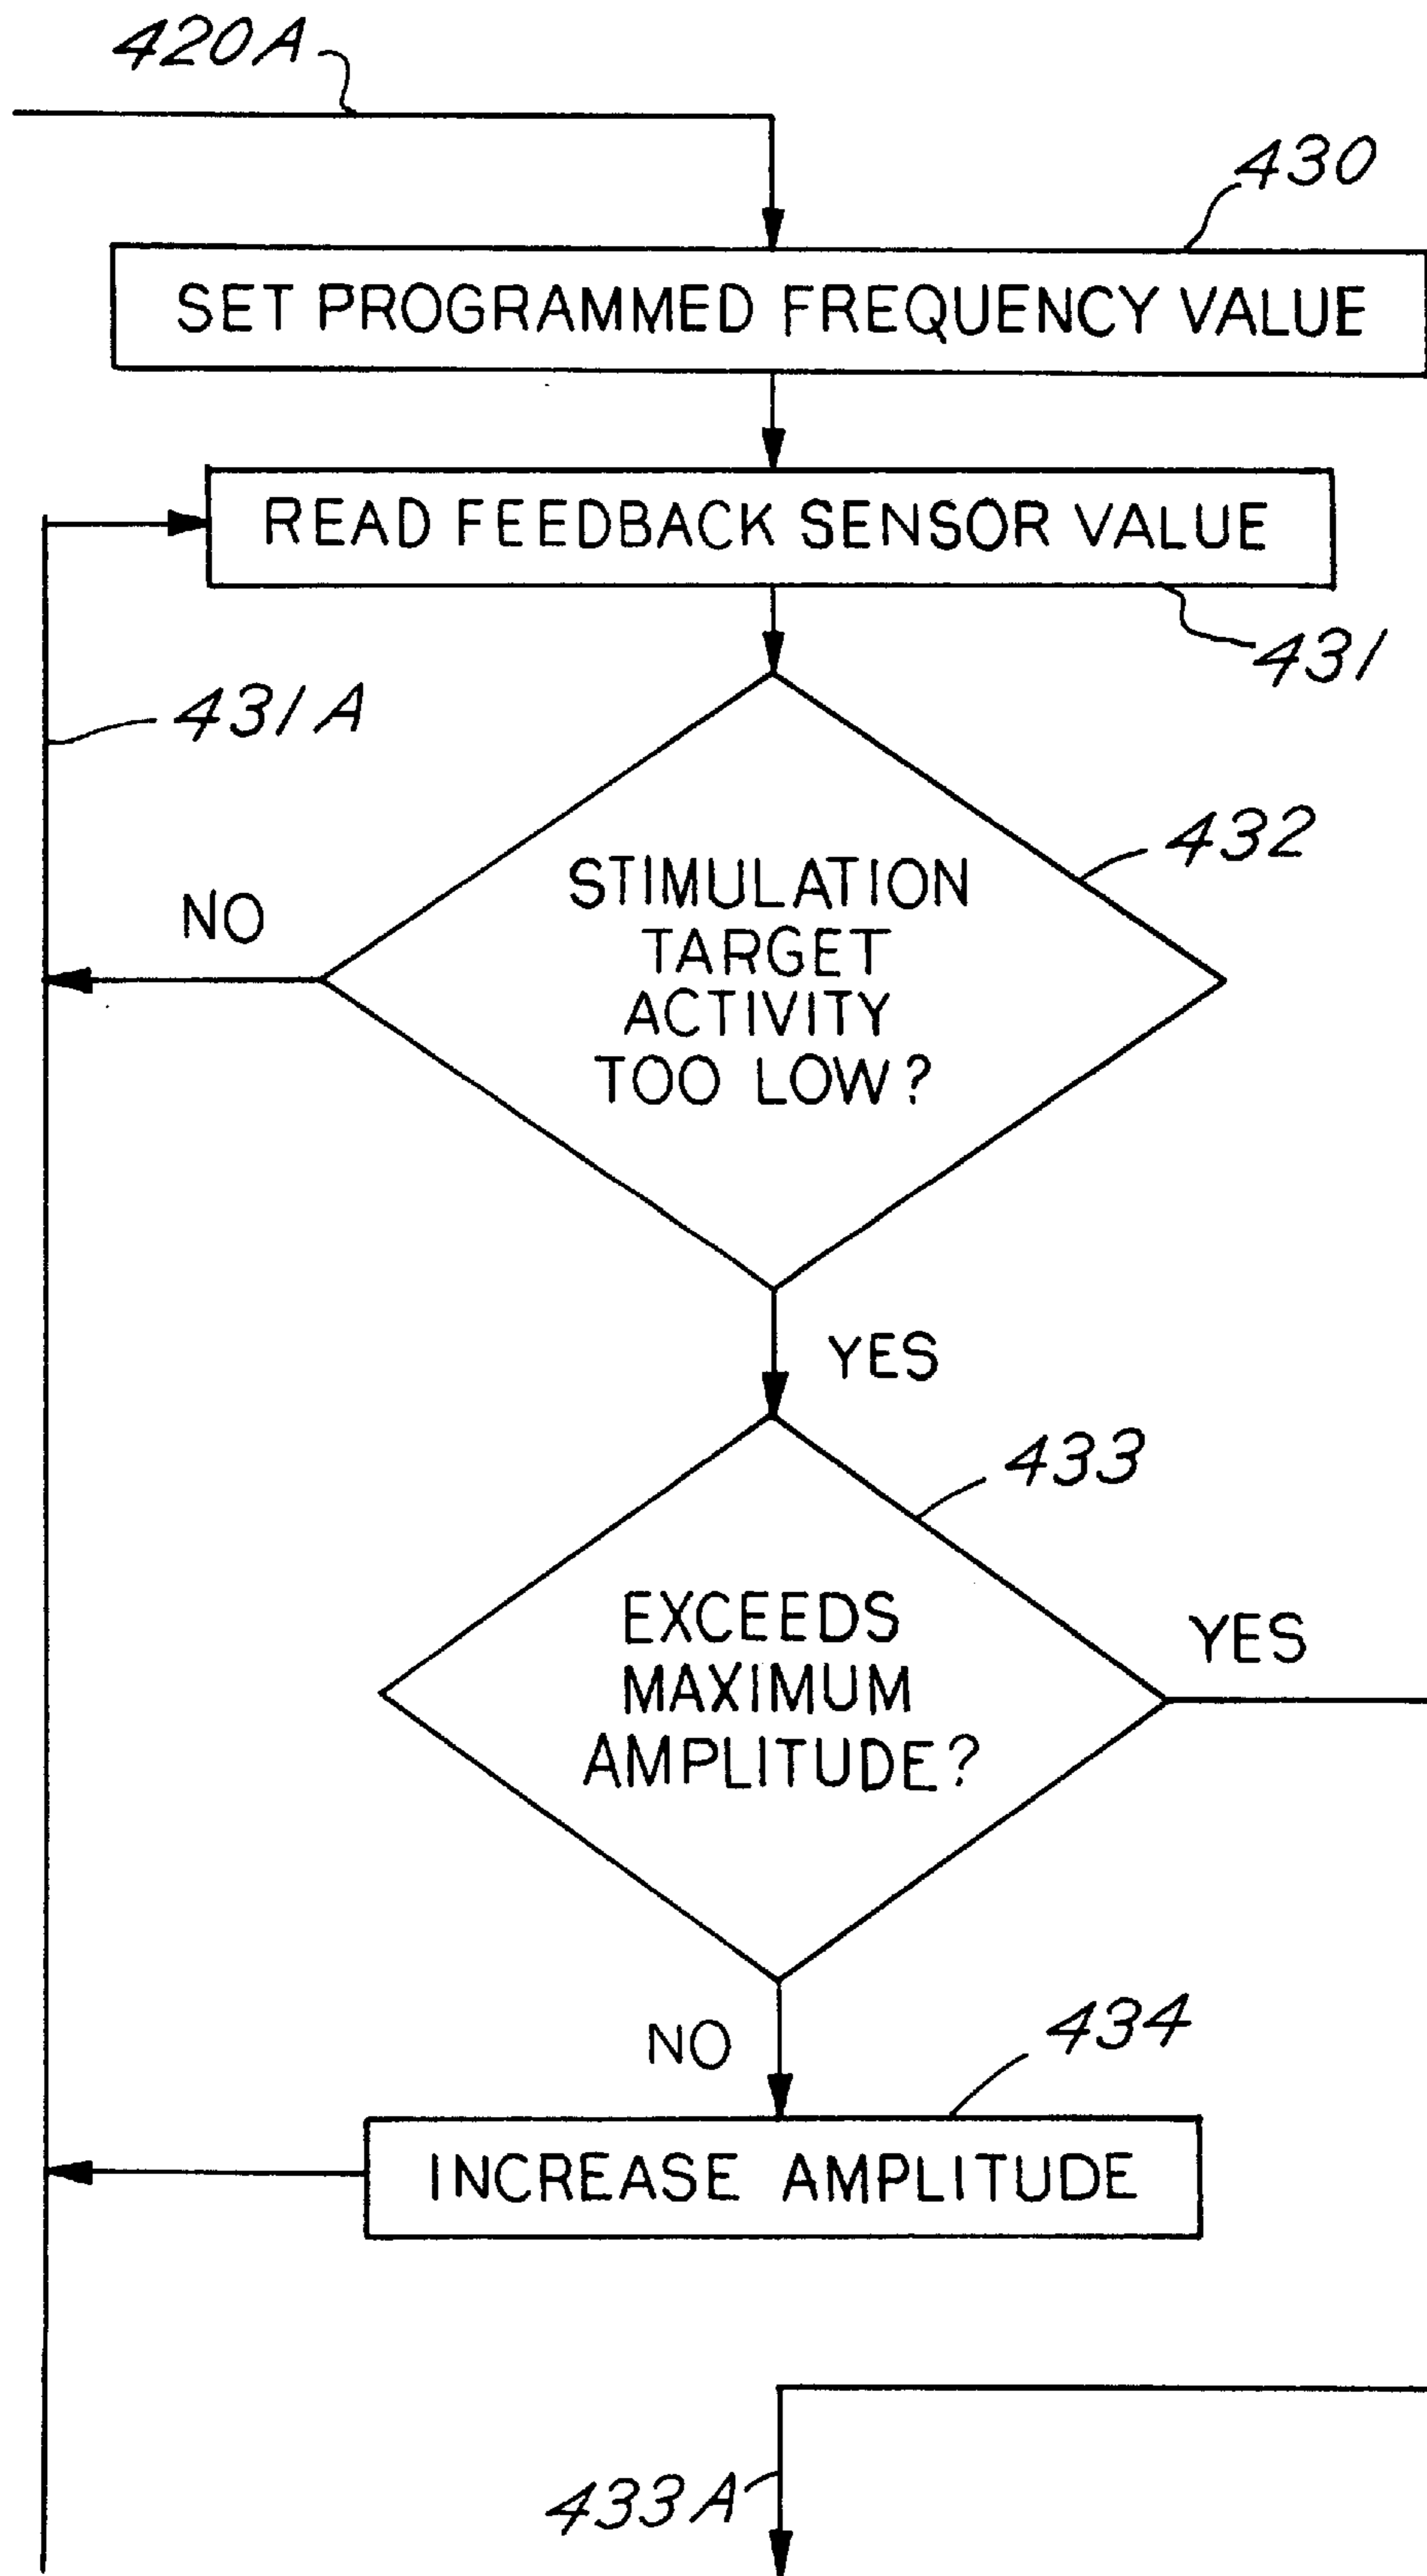 420A
430
SET PROGRAMMED FREQUENCY VALUE
READ FEEDBACK SENSOR VALUE
431
431A
432
STIMULATION
TARGET
ACTIVITY
TOO LOW?
NO
YES
433
EXCEEDS
MAXIMUM
AMPLITUDE?
YES
NO
434
INCREASE AMPLITUDE
433A